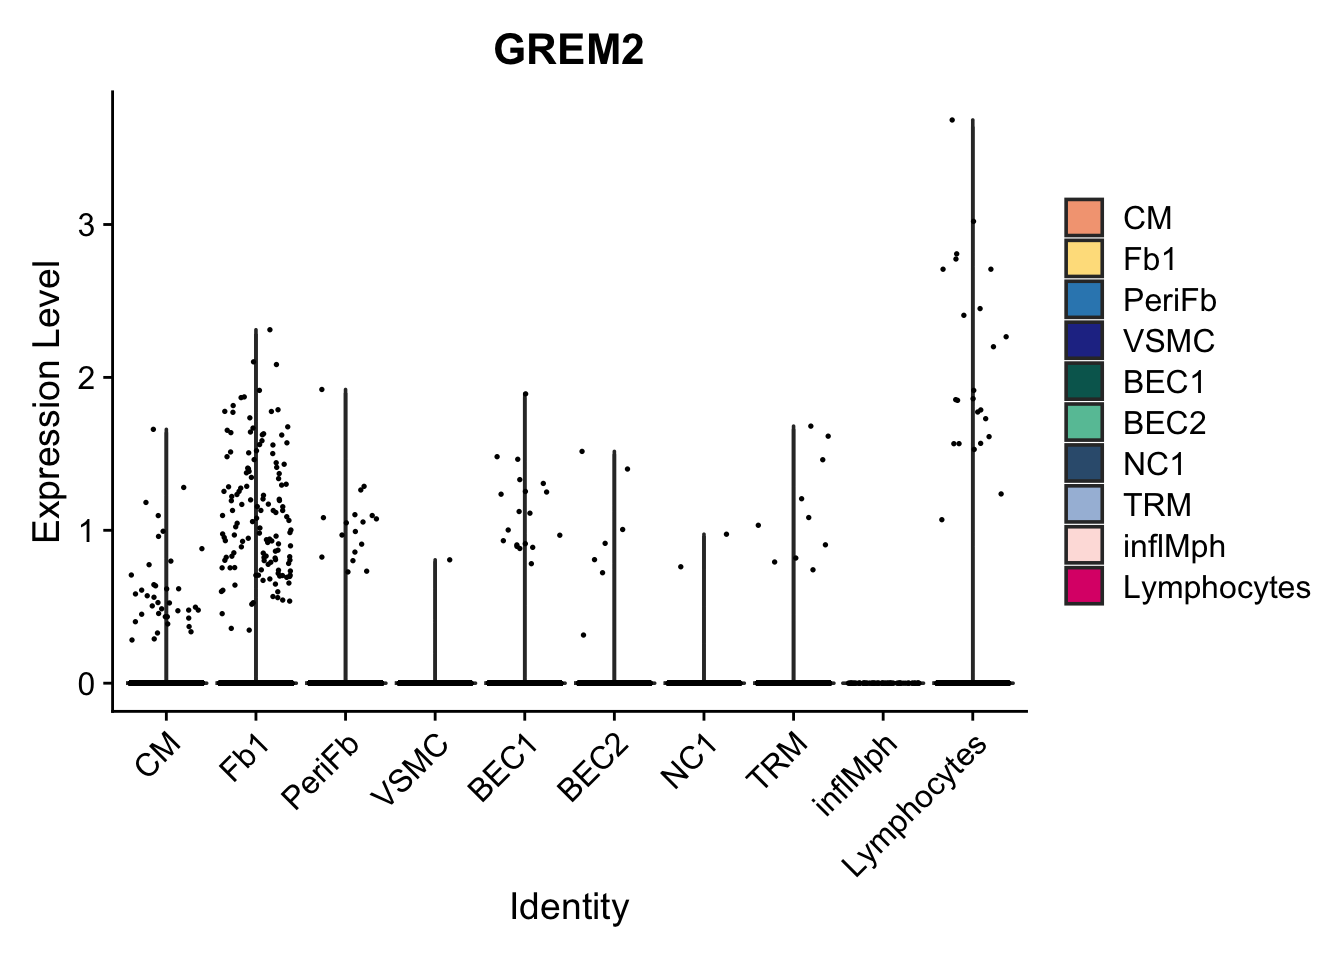 GREM2
Expression Level
3
2
1
0
CM
Fb1
PeriFb
VSMC
BEC1
BEC2
NC1
TRM
inflMph
Lymphocytes
Identity
CM
Fb1
PeriFb
VSMC
BEC1
BEC2
NC1
TRM
inflMph
Lymphocytes